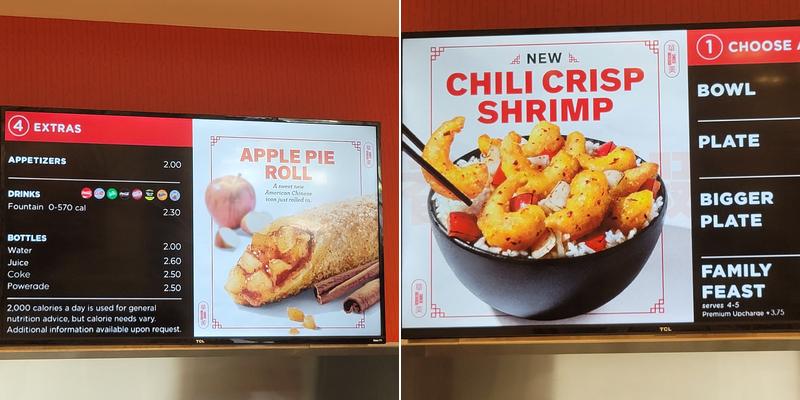 4 EXTRAS
APPETIZERS 2.00
DRINKS
Fountain 0-570 cal 2.30
BOTTLES
Water 2.00
Juice 2.60
Coke 2.50
Powerade 2.50
2,000 calories a day is used for general
nutrition advice, but calorie needs vary.
Additional information available upon request.
APPLE PIE
ROLL
A sweet new
American Chinese
icon just rolled in.
TCL
NEW
CHILI CRISP
SHRIMP
1 CHOOSE A
BOWL
PLATE
BIGGER
PLATE
FAMILY
FEAST
serves 4-5
Premium Upcharge +3.75
TCL